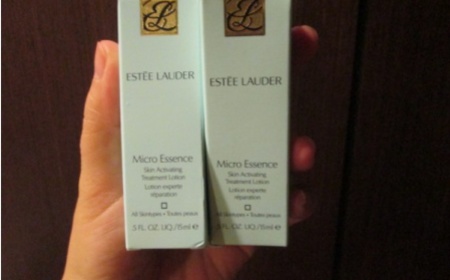 ESTÉE LAUDER
Micro Essence
Skin Activating
Treatment Lotion
Lotion experte
réparation
All Skintypes • Toutes peaux
.5 FL. OZ. LIQ./15ml e
ESTÉE LAUDER
Micro Essence
Skin Activating
Treatment Lotion
Lotion experte
réparation
All Skintypes • Toutes peaux
.5 FL. OZ. LIQ./15ml e